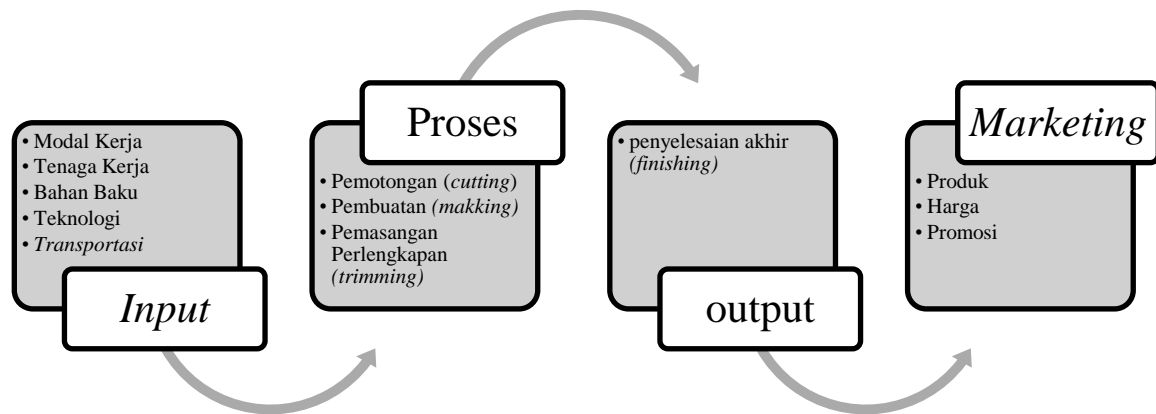 • Modal Kerja
• Tenaga Kerja
• Bahan Baku
• Teknologi
• Transportasi
Input
Proses
• Pemotongan (cutting)
• Pembuatan (makking)
• Pemasangan
Perlengkapan
(trimming)
• penyelesaian akhir
(finishing)
output
Marketing
• Produk
• Harga
• Promosi